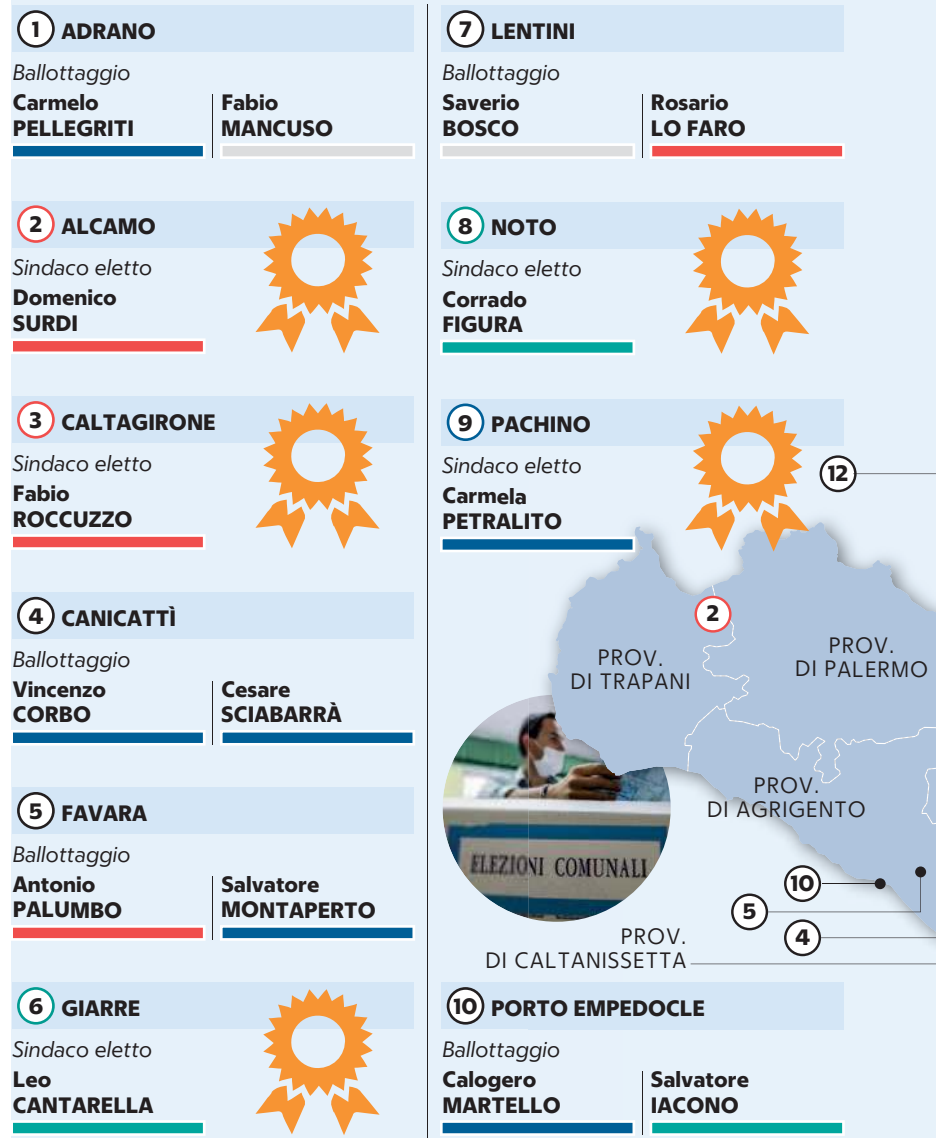 1 ADRANO
Ballottaggio
Carmelo
PELLEGRITI
Fabio
MANCUSO
2 ALCAMO
Sindaco eletto
Domenico
SURDI
3 CALTAGIRONE
Sindaco eletto
Fabio
ROCCUZZO
4 CANICATTÌ
Ballottaggio
Vincenzo
CORBO
Cesare
SCIABARRÀ
5 FAVARA
Ballottaggio
Antonio
PALUMBO
Salvatore
MONTAPERTO
6 GIARRE
Sindaco eletto
Leo
CANTARELLA
7 LENTINI
Ballottaggio
Saverio
BOSCO
Rosario
LO FARO
8 NOTO
Sindaco eletto
Corrado
FIGURA
9 PACHINO
Sindaco eletto
Carmela
PETRALITO
12
2
PROV.
DI TRAPANI
PROV.
DI PALERMO
PROV.
DI AGRIGENTO
ELEZIONI COMUNALI
10
5
4
PROV.
DI CALTANISSETTA
10 PORTO EMPEDOCLE
Ballottaggio
Calogero
MARTELLO
Salvatore
IACONO